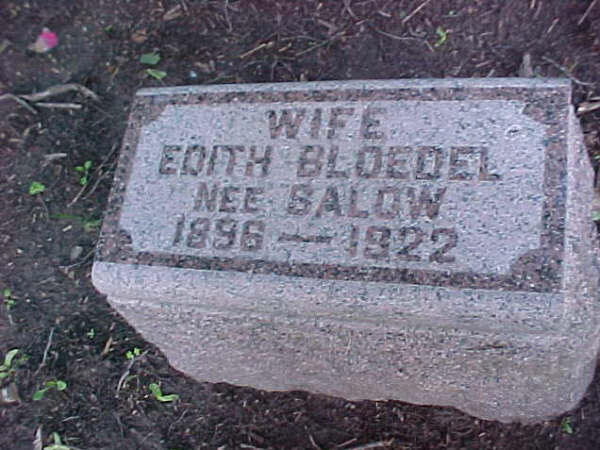 WIFE
EDITH BLOEDEL
NEE SALOW
1896 — 1922